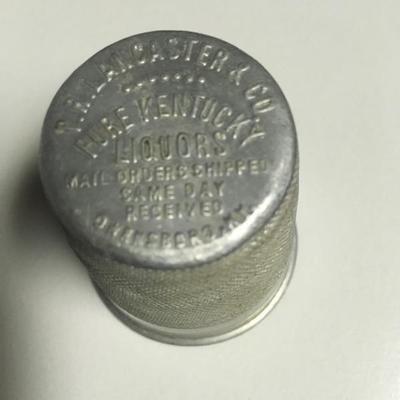 P.R. LANCASTER & CO.
PURE KENTUCKY
LIQUORS
MAIL ORDERS SHIPPED
SAME DAY
RECEIVED
OWENSBORO, KY.